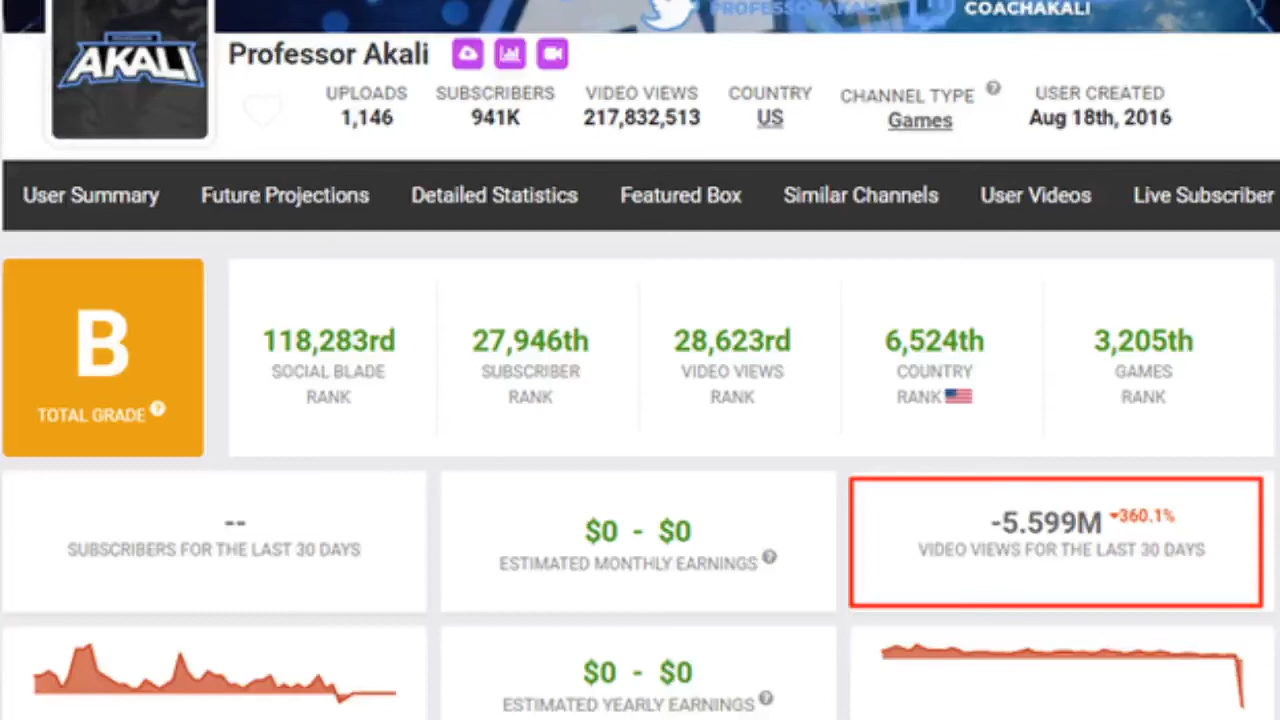 PROFESSORAKALI
COACHAKALI
AKALI
Professor Akali
UPLOADS
1,146
SUBSCRIBERS
941K
VIDEO VIEWS
217,832,513
COUNTRY
US
CHANNEL TYPE ?
Games
USER CREATED
Aug 18th, 2016
User Summary
Future Projections
Detailed Statistics
Featured Box
Similar Channels
User Videos
Live Subscriber
B
TOTAL GRADE ?
118,283rd
SOCIAL BLADE
RANK
27,946th
SUBSCRIBER
RANK
28,623rd
VIDEO VIEWS
RANK
6,524th
COUNTRY
RANK
3,205th
GAMES
RANK
--
SUBSCRIBERS FOR THE LAST 30 DAYS
$0 - $0
ESTIMATED MONTHLY EARNINGS ?
-5.599M 360.1%
VIDEO VIEWS FOR THE LAST 30 DAYS
$0 - $0
ESTIMATED YEARLY EARNINGS ?